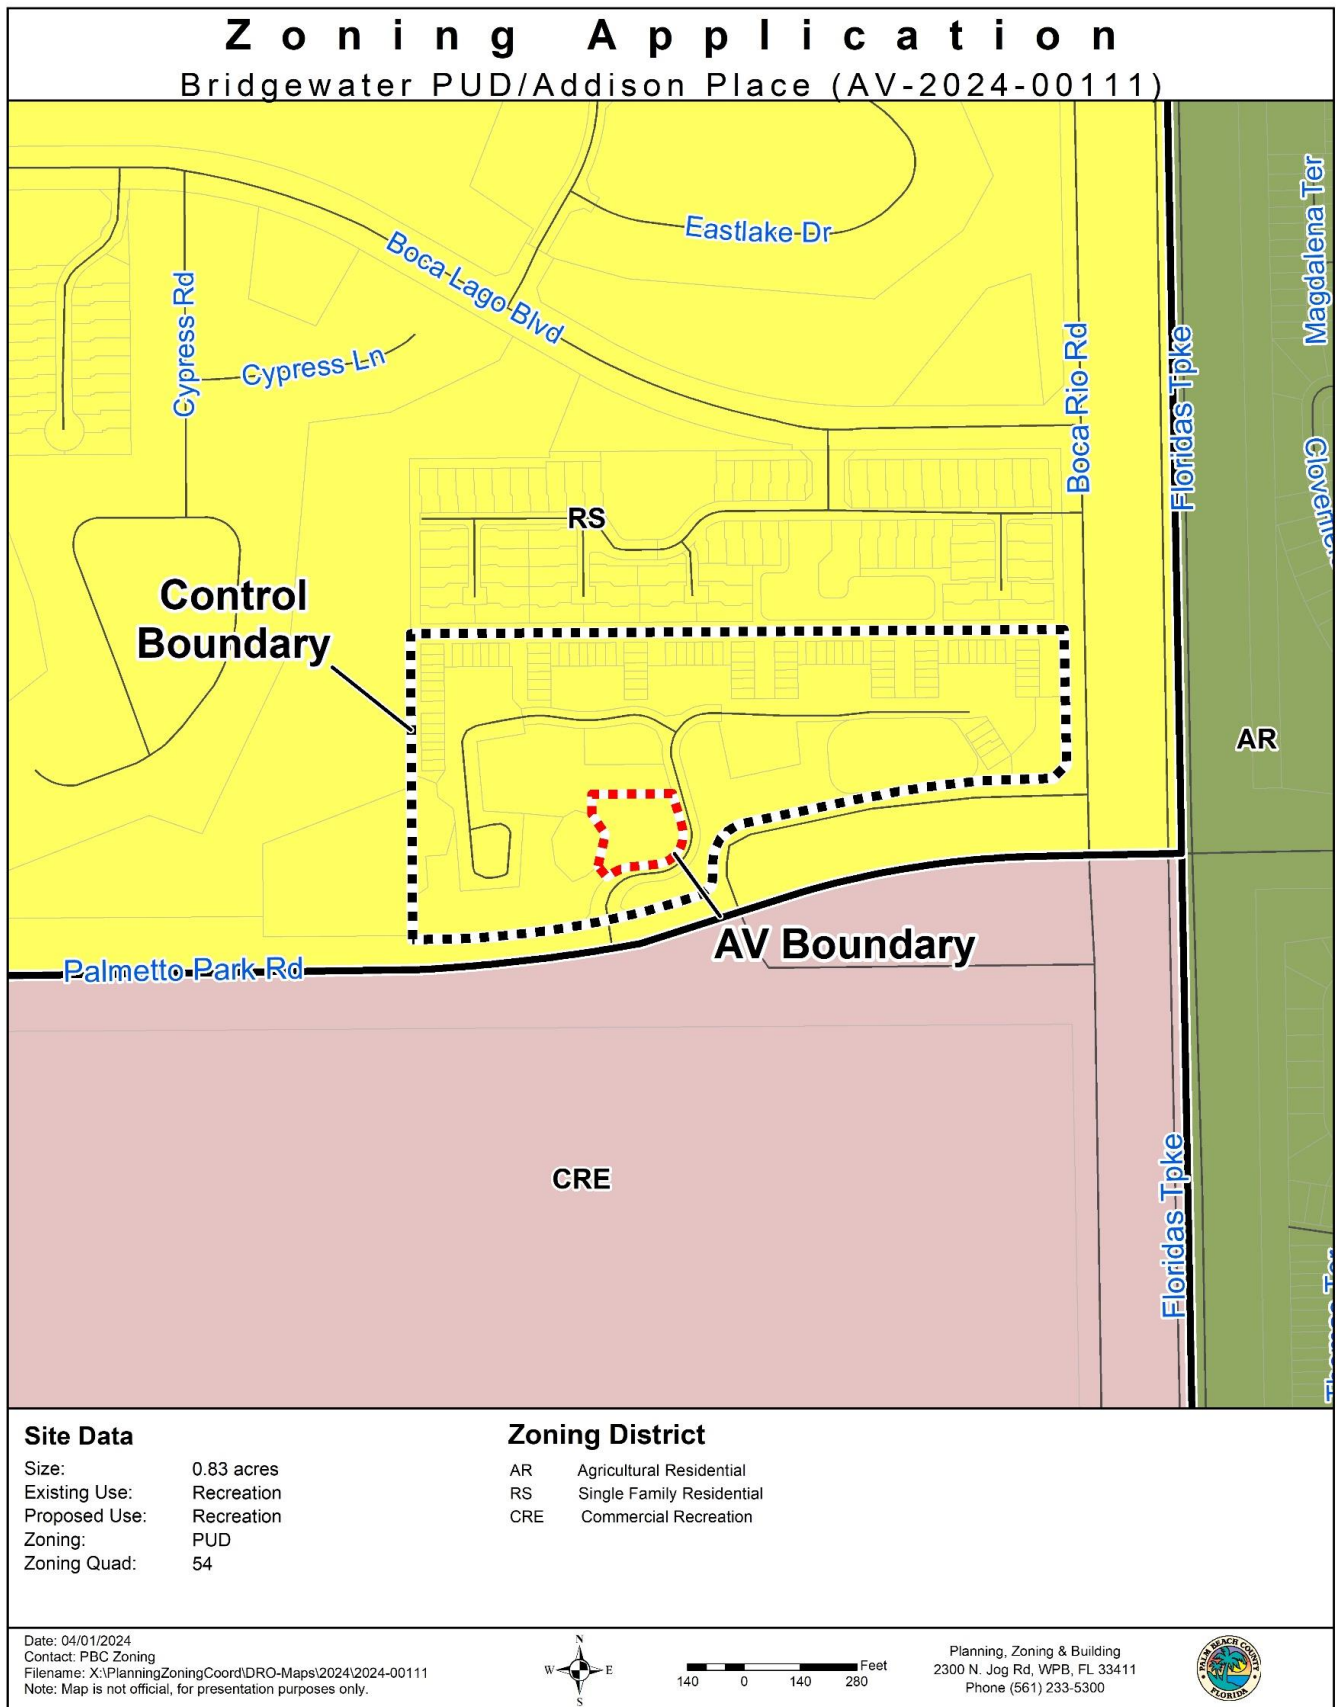 Zoning Application
Bridgewater PUD/Addison Place (AV-2024-00111)
Magdalena Ter
Eastlake Dr
Boca Lago Blvd
Cypress Rd
Cypress Ln
Boca Rio Rd
Floridas Tpke
RS
Control
Boundary
AR
AV Boundary
Palmetto Park Rd
CRE
Floridas Tpke
Site Data
Size: 0.83 acres
Existing Use: Recreation
Proposed Use: Recreation
Zoning: PUD
Zoning Quad: 54
Zoning District
AR Agricultural Residential
RS Single Family Residential
CRE Commercial Recreation
Date: 04/01/2024
Contact: PBC Zoning
Filename: X:\PlanningZoningCoord\DRO-Maps\2024\2024-00111
Note: Map is not official, for presentation purposes only.
N
W E
S
Feet
140 0 140 280
Planning, Zoning & Building
2300 N. Jog Rd, WPB, FL 33411
Phone (561) 233-5300
PALM BEACH COUNTY
FLORIDA